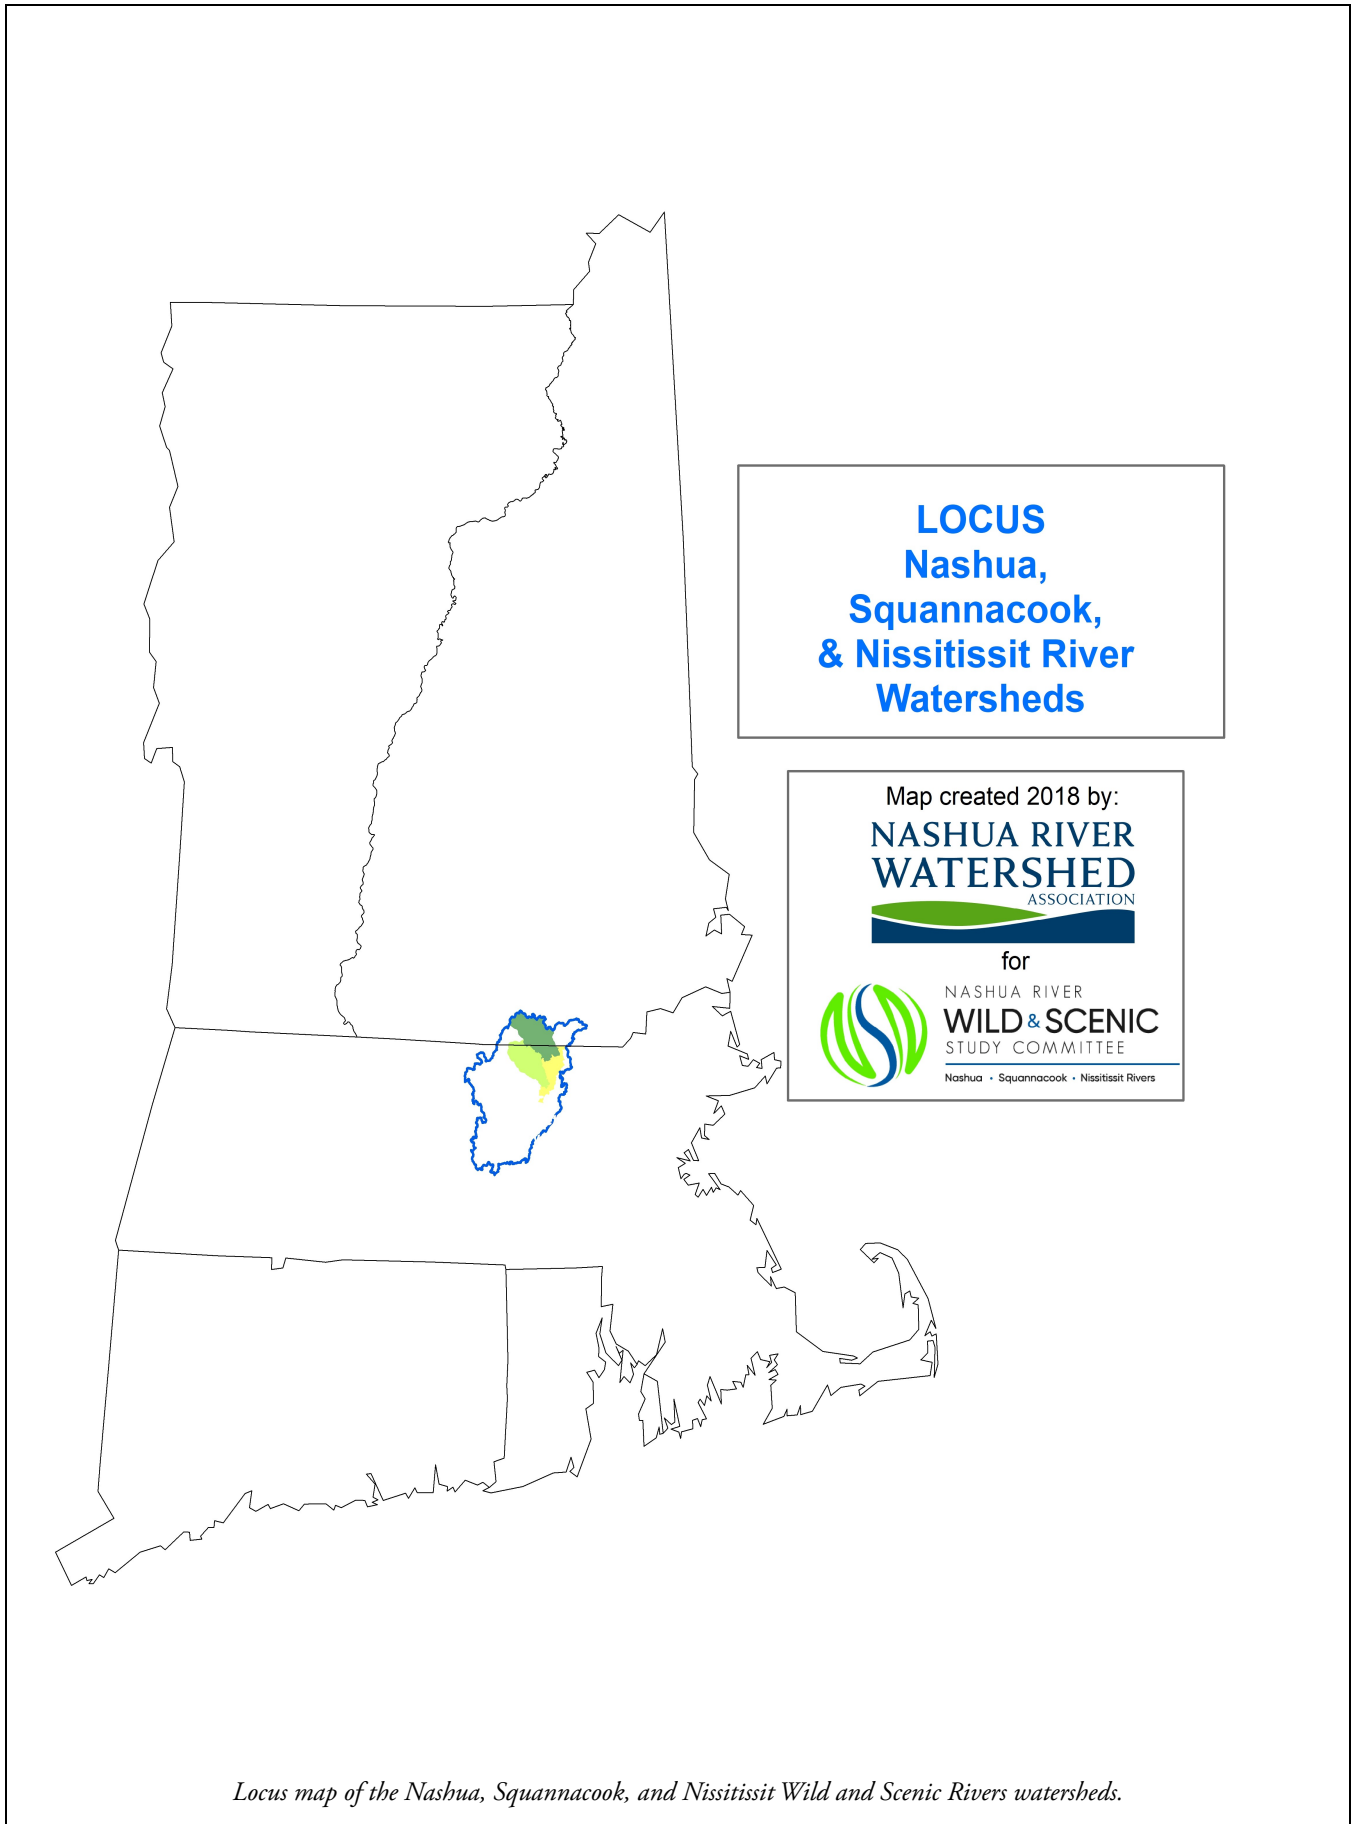 LOCUS
Nashua,
Squannacook,
& Nissitissit River
Watersheds
Map created 2018 by:
NASHUA RIVER
WATERSHED
ASSOCIATION
for
NASHUA RIVER
WILD & SCENIC
STUDY COMMITTEE
Nashua • Squannacook • Nissitissit Rivers
Locus map of the Nashua, Squannacook, and Nissitissit Wild and Scenic Rivers watersheds.